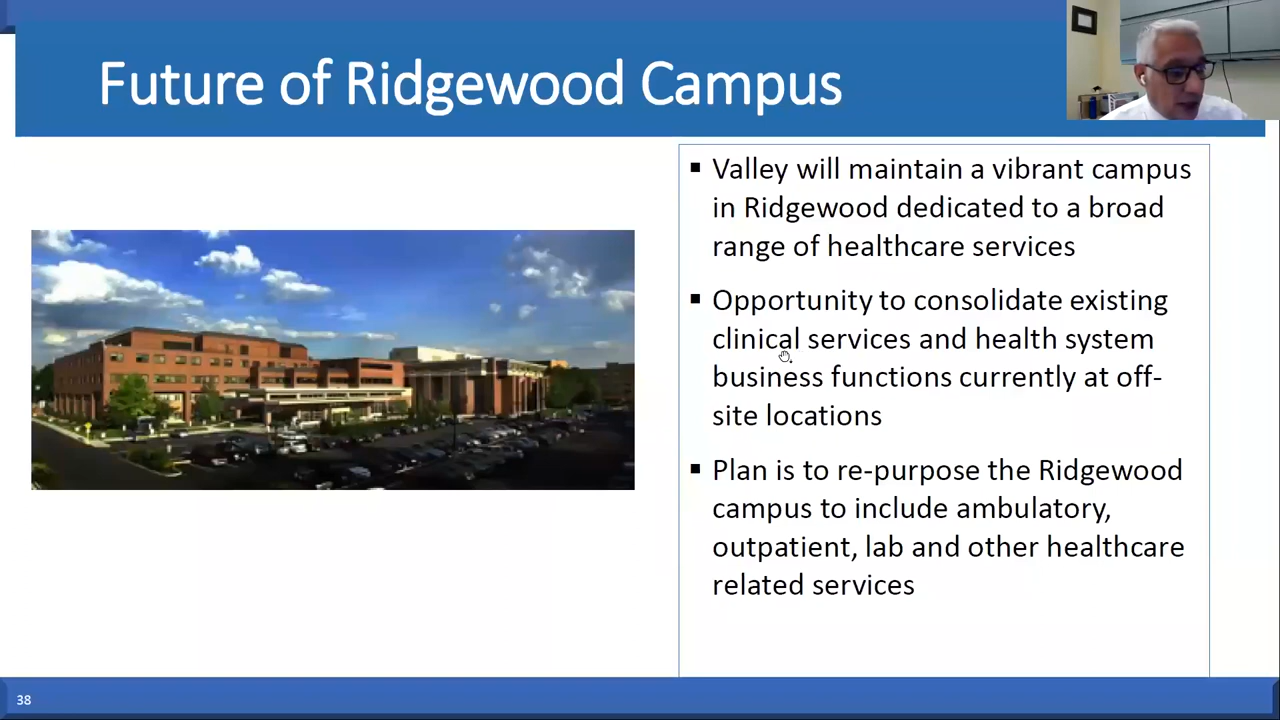 Future of Ridgewood Campus
▪ Valley will maintain a vibrant campus
in Ridgewood dedicated to a broad
range of healthcare services
▪ Opportunity to consolidate existing
clinical services and health system
business functions currently at off-
site locations
▪ Plan is to re-purpose the Ridgewood
campus to include ambulatory,
outpatient, lab and other healthcare
related services
38